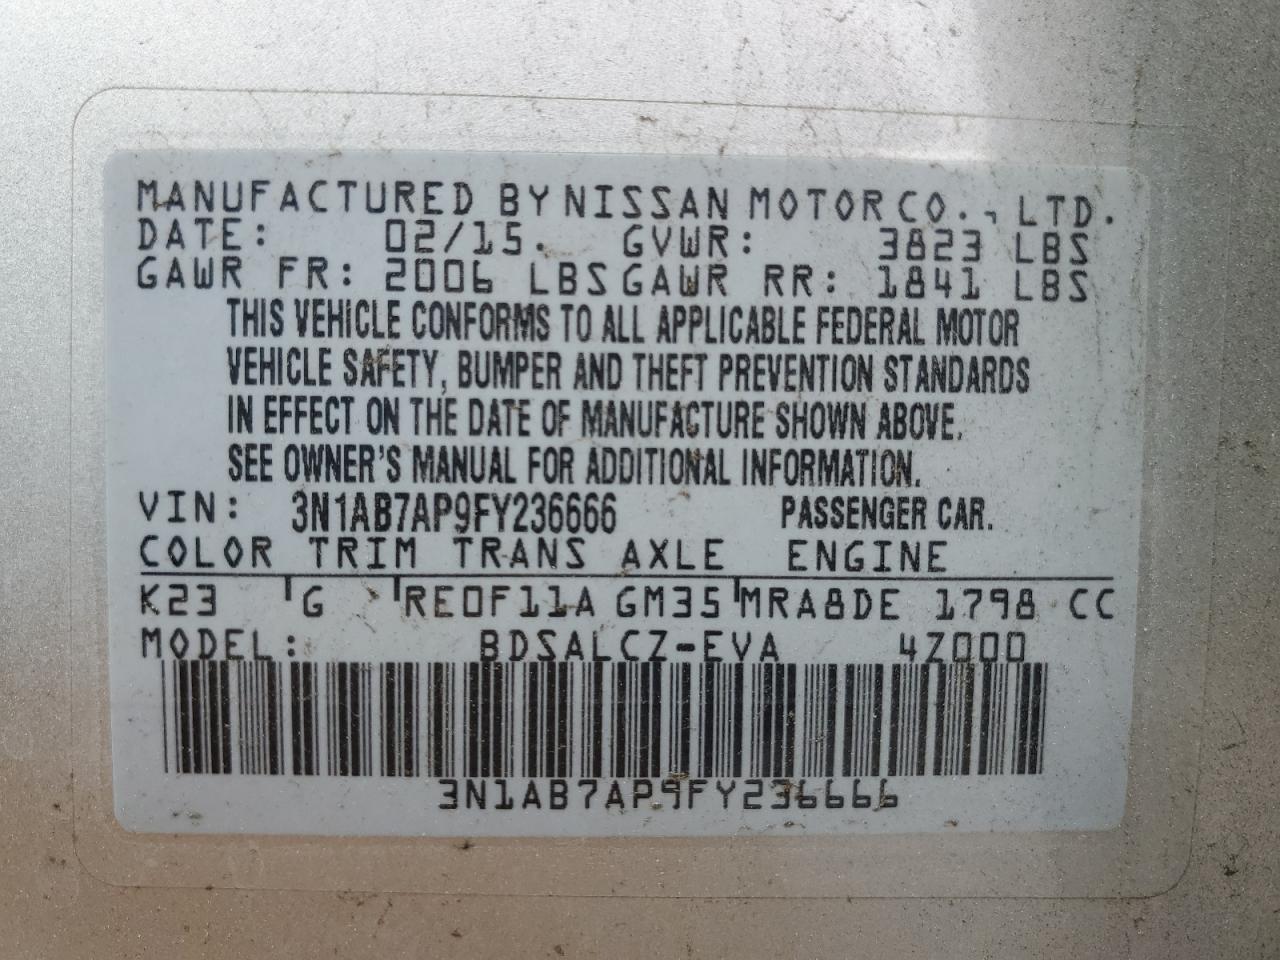 MANUFACTURED BY NISSAN MOTOR CO., LTD.
DATE: 02/15. GVWR: 3823 LBS
GAWR FR: 2006 LBS GAWR RR: 1841 LBS
THIS VEHICLE CONFORMS TO ALL APPLICABLE FEDERAL MOTOR
VEHICLE SAFETY, BUMPER AND THEFT PREVENTION STANDARDS
IN EFFECT ON THE DATE OF MANUFACTURE SHOWN ABOVE.
SEE OWNER'S MANUAL FOR ADDITIONAL INFORMATION.
VIN: 3N1AB7AP9FY236666 PASSENGER CAR.
COLOR TRIM TRANS AXLE ENGINE
K23 G RE0F11A GM35 MRA8DE 1798 CC
MODEL: BDSALCZ-EVA 4Z000
3N1AB7AP9FY236666